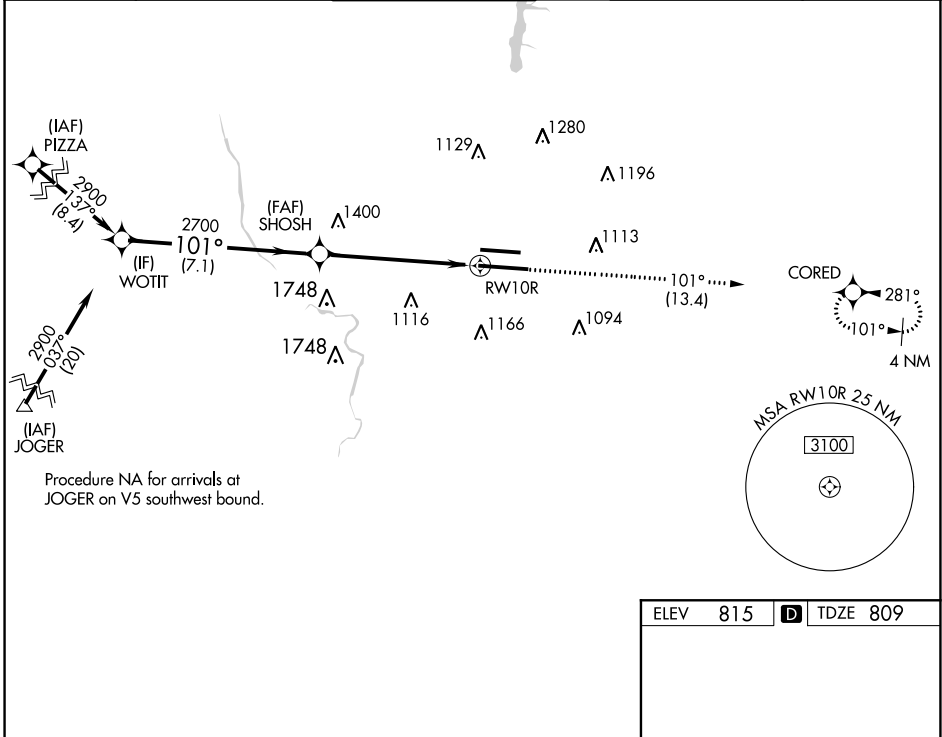 (IAF)
PIZZA
2900
137°
(8.4)
(IF)
WOTIT
2700
101°
(7.1)
(FAF)
SHOSH
1400
1129
1280
1196
1113
1748
1116
1166
1094
1748
RW10R
101°
(13.4)
CORED
281°
101°
4 NM
2900
037°
(20)
(IAF)
JOGER
Procedure NA for arrivals at
JOGER on V5 southwest bound.
MSA RW10R 25 NM
3100
ELEV 815 D TDZE 809